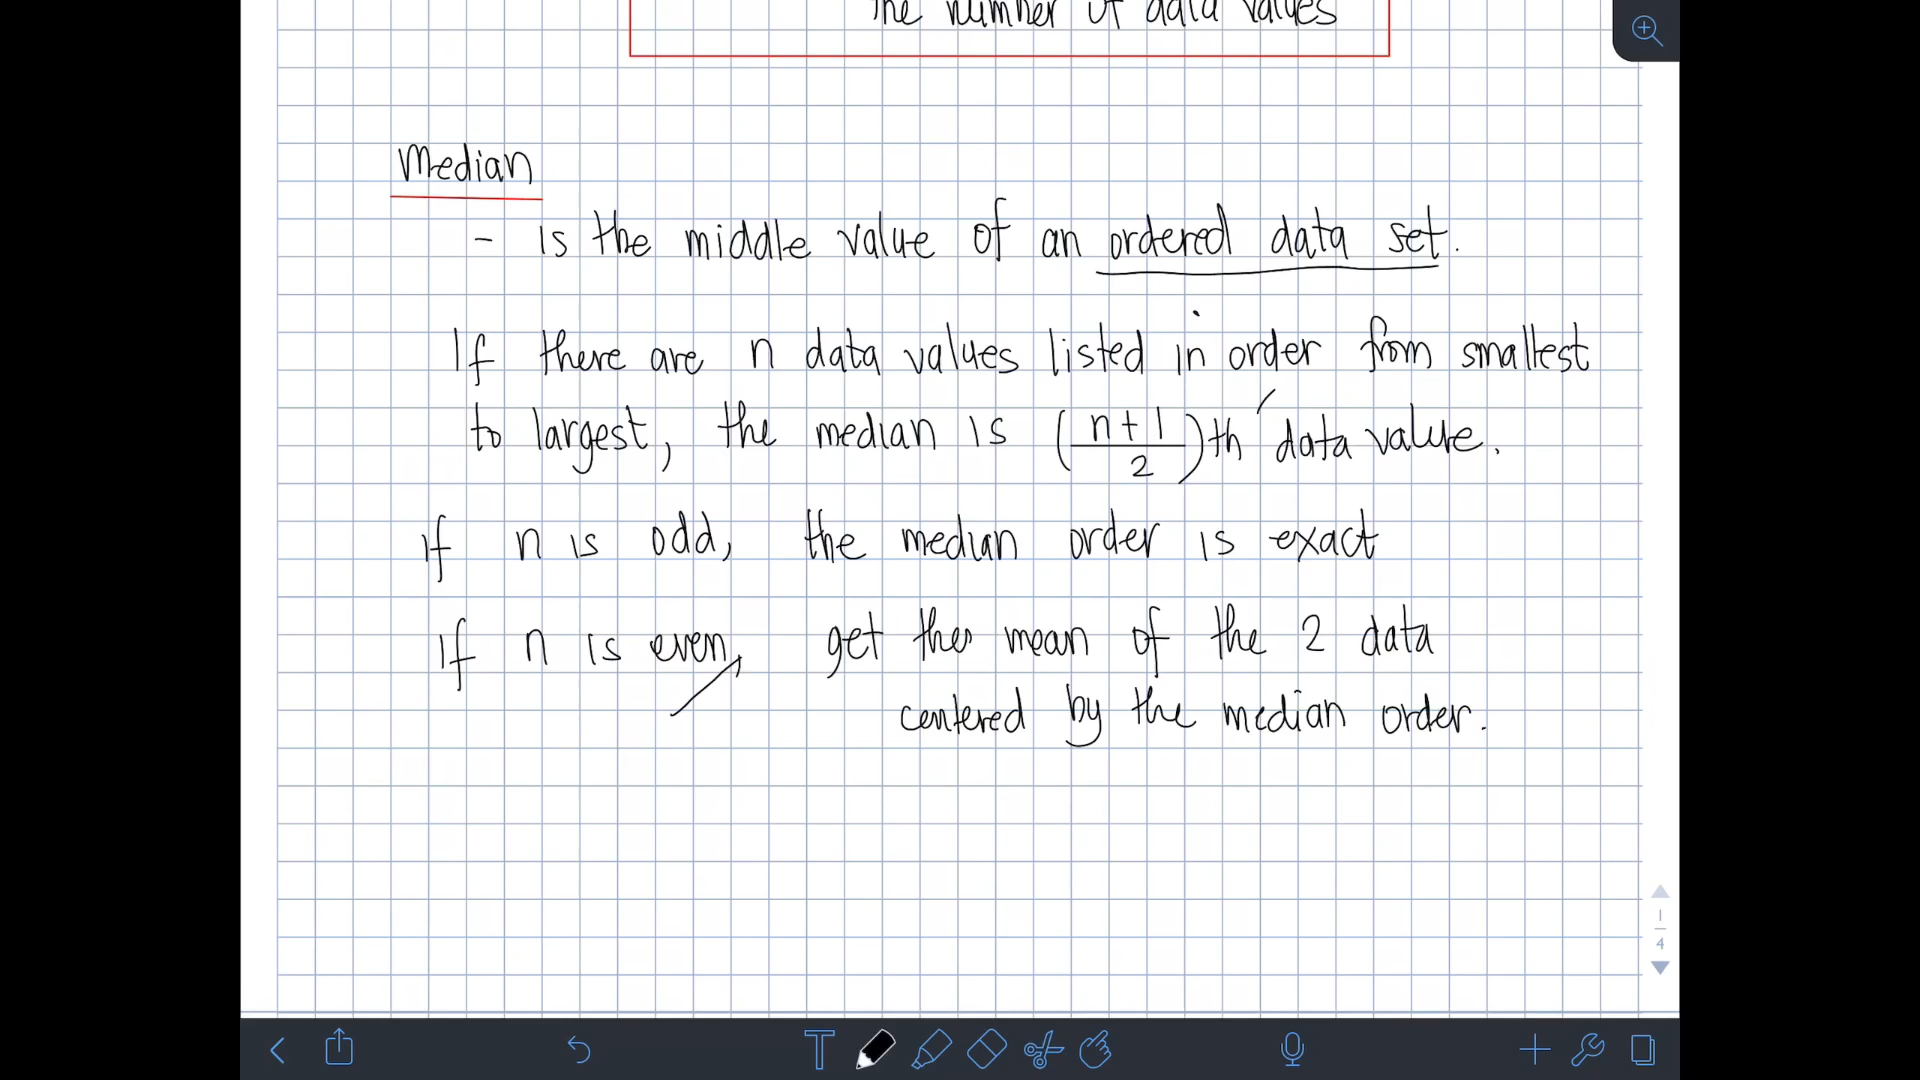 the number of data values
Median
- is the middle value of an ordered data set.
If there are n data values listed in order from smallest
to largest, the median is (n+1/2)th data value.
if n is odd, the median order is exact
If n is even, get the mean of the 2 data
centered by the median order.
1
4
T